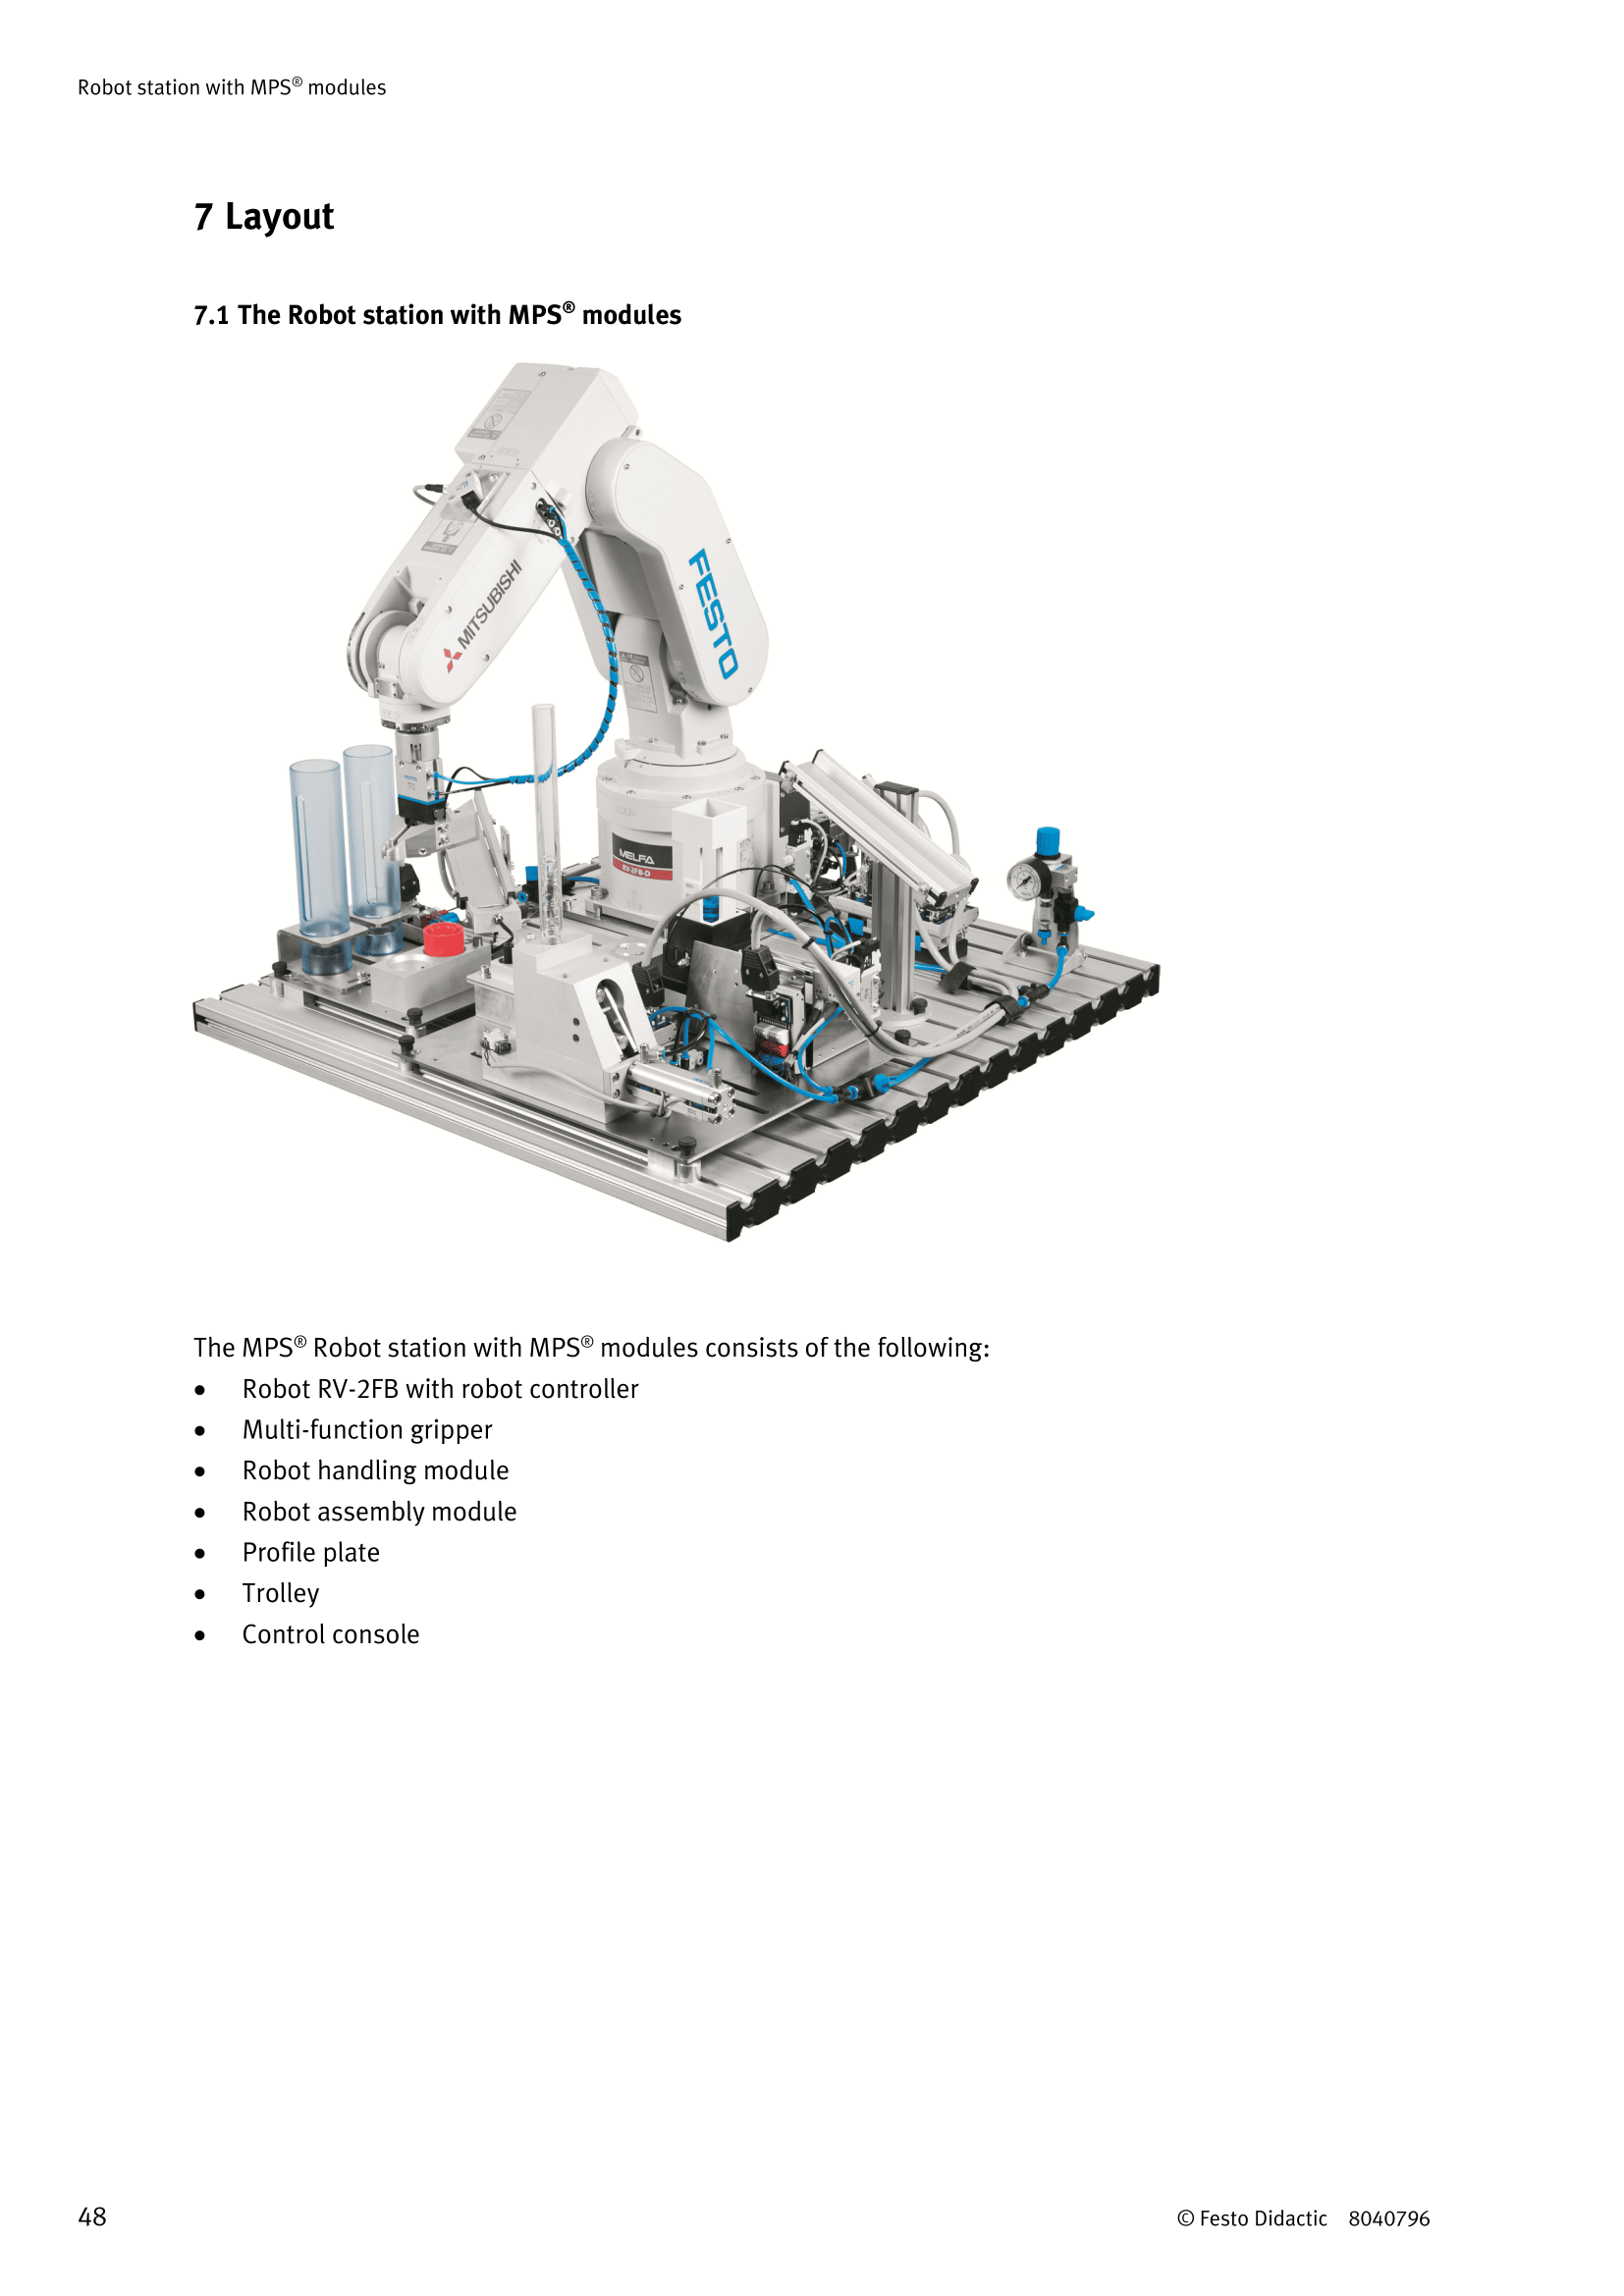 Robot station with MPS® modules
7 Layout
7.1 The Robot station with MPS® modules
MITSUBISHI
FESTO
MELFA
RV-2FB-D
The MPS® Robot station with MPS® modules consists of the following:
• Robot RV-2FB with robot controller
• Multi-function gripper
• Robot handling module
• Robot assembly module
• Profile plate
• Trolley
• Control console
48
© Festo Didactic 8040796